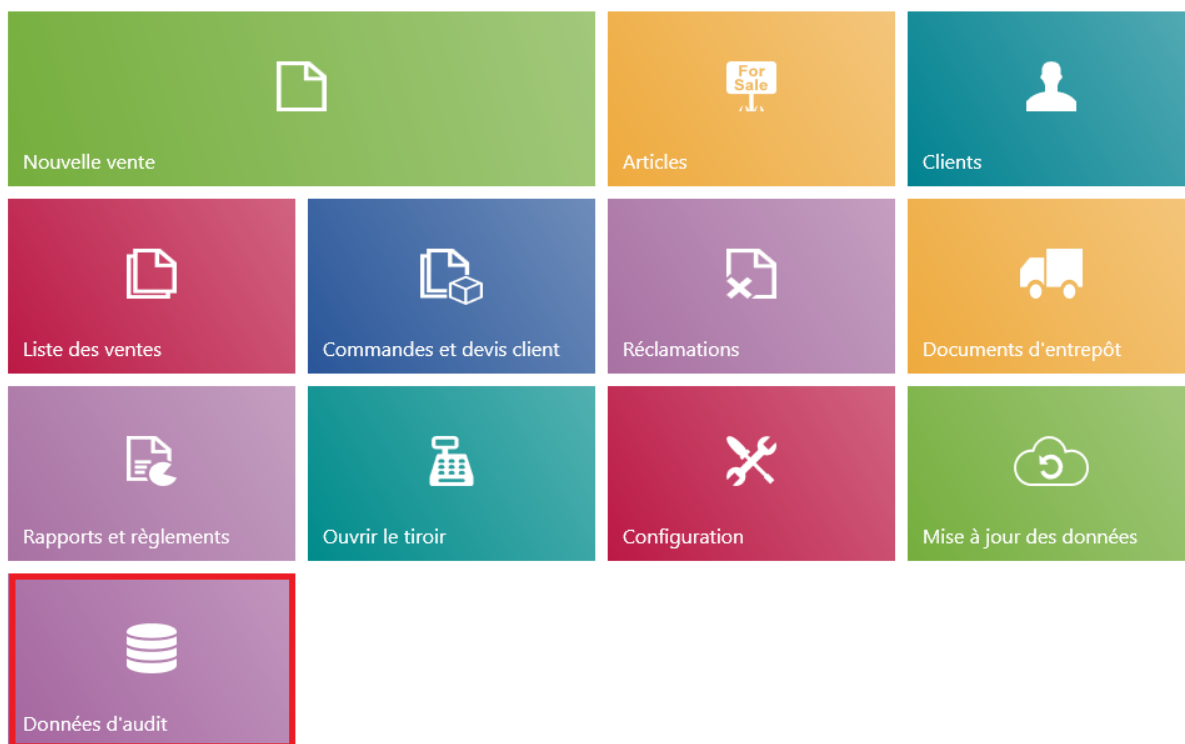 Nouvelle vente
For
Sale
Articles
Clients
Liste des ventes
Commandes et devis client
Réclamations
Documents d'entrepôt
Rapports et règlements
Ouvrir le tiroir
Configuration
Mise à jour des données
Données d'audit